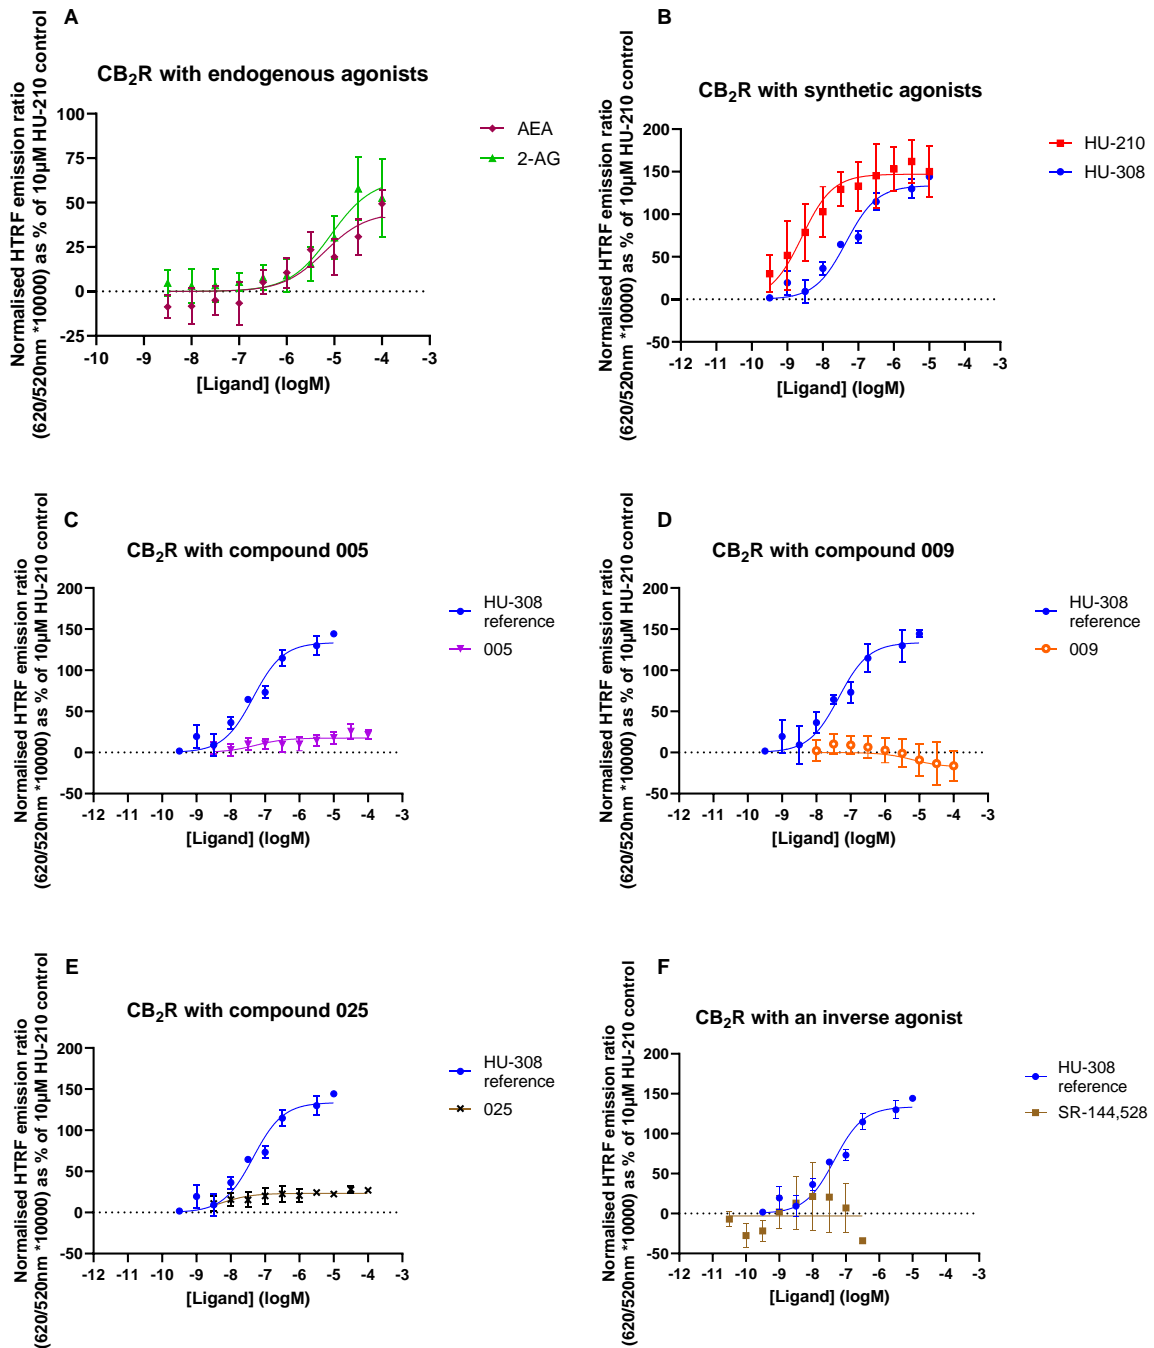 A
CB2R with endogenous agonists
Normalised HTRF emission ratio
(620/520nm *10000) as % of 10µM HU-210 control
100
75
50
25
0
-25
-10 -9 -8 -7 -6 -5 -4 -3
[Ligand] (logM)
AEA
2-AG
B
CB2R with synthetic agonists
Normalised HTRF emission ratio
(620/520nm *10000) as % of 10µM HU-210 control
200
150
100
50
0
-50
-12 -11 -10 -9 -8 -7 -6 -5 -4 -3
[Ligand] (logM)
HU-210
HU-308
C
CB2R with compound 005
Normalised HTRF emission ratio
(620/520nm *10000) as % of 10µM HU-210 control
200
150
100
50
0
-50
-12 -11 -10 -9 -8 -7 -6 -5 -4 -3
[Ligand] (logM)
HU-308
reference
005
D
CB2R with compound 009
Normalised HTRF emission ratio
(620/520nm *10000) as % of 10µM HU-210 control
200
150
100
50
0
-50
-12 -11 -10 -9 -8 -7 -6 -5 -4 -3
[Ligand] (logM)
HU-308
reference
009
E
CB2R with compound 025
Normalised HTRF emission ratio
(620/520nm *10000) as % of 10µM HU-210 control
200
150
100
50
0
-50
-12 -11 -10 -9 -8 -7 -6 -5 -4 -3
[Ligand] (logM)
HU-308
reference
025
F
CB2R with an inverse agonist
Normalised HTRF emission ratio
(620/520nm *10000) as % of 10µM HU-210 control
200
150
100
50
0
-50
-12 -11 -10 -9 -8 -7 -6 -5 -4 -3
[Ligand] (logM)
HU-308
reference
SR-144,528